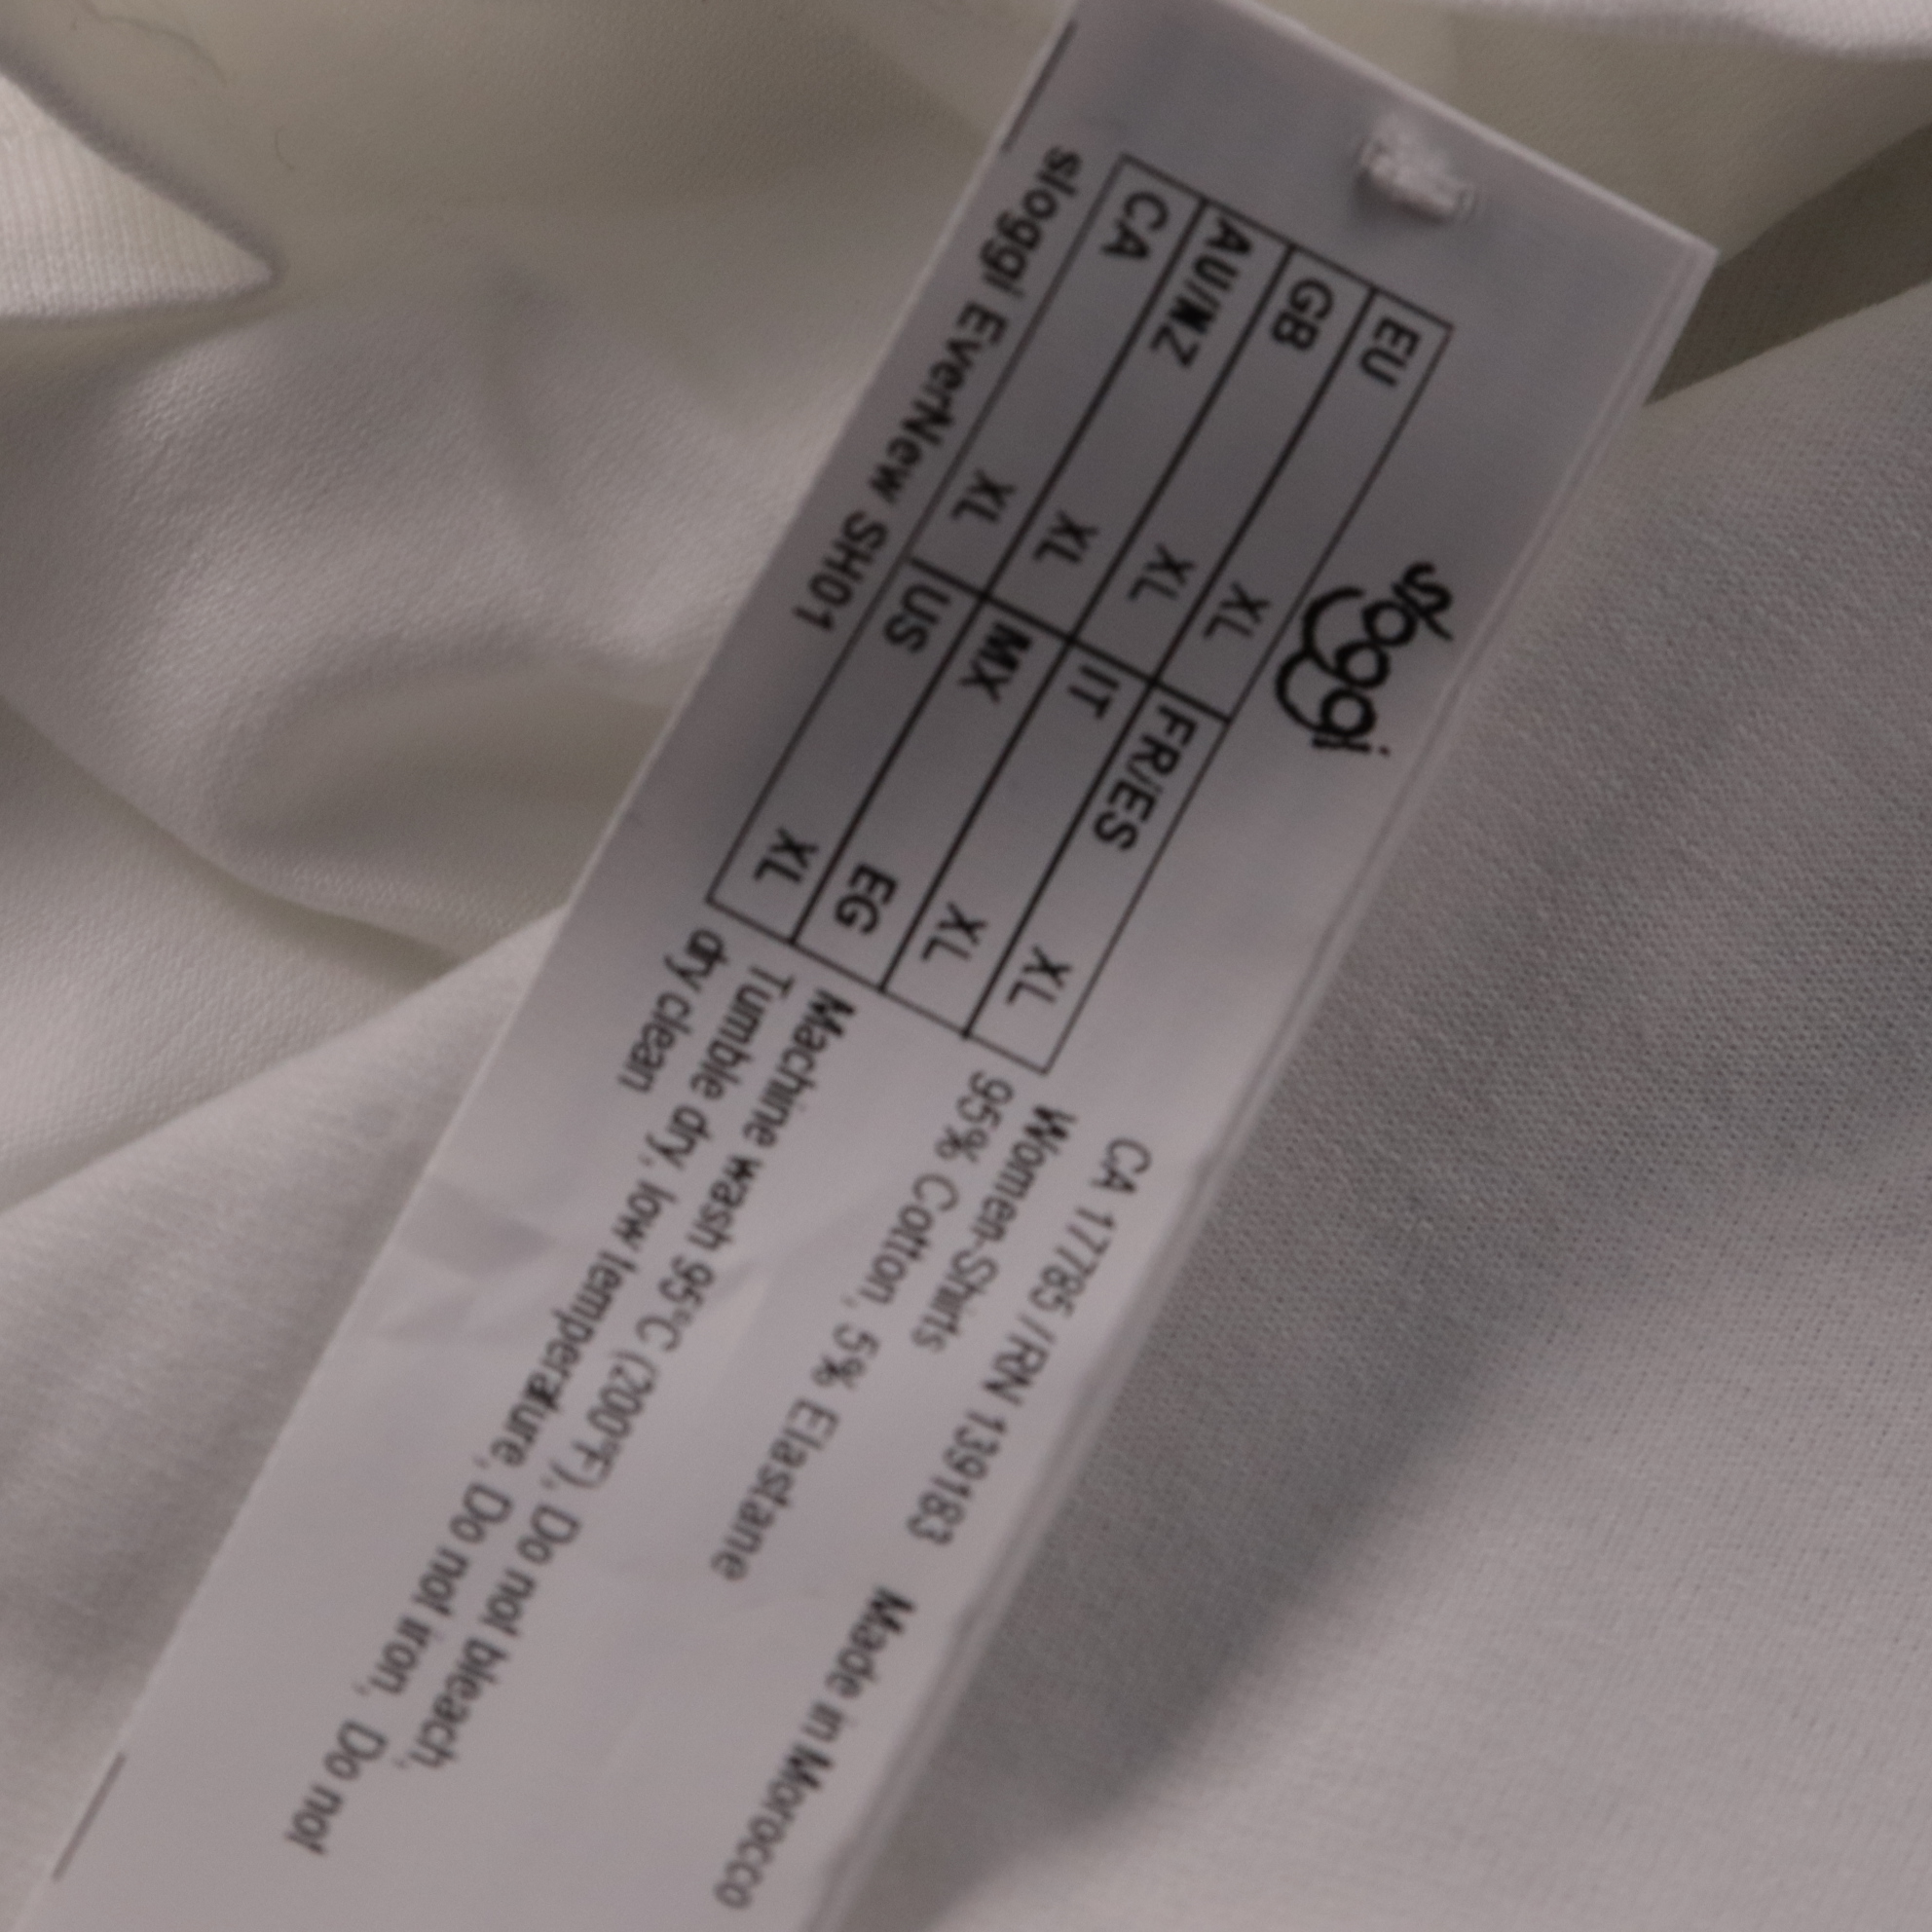 sloggi
EU XL FR/ES XL
GB XL IT XL
AU/NZ XL MX EG
CA XL US XL
sloggi EverNew SH01
CA 17785 / RN 139183 Made in Morocco
Women-Shirts
95% Cotton, 5% Elastane
Machine wash 95°C (200°F), Do not bleach,
Tumble dry, low temperature, Do not iron, Do not
dry clean